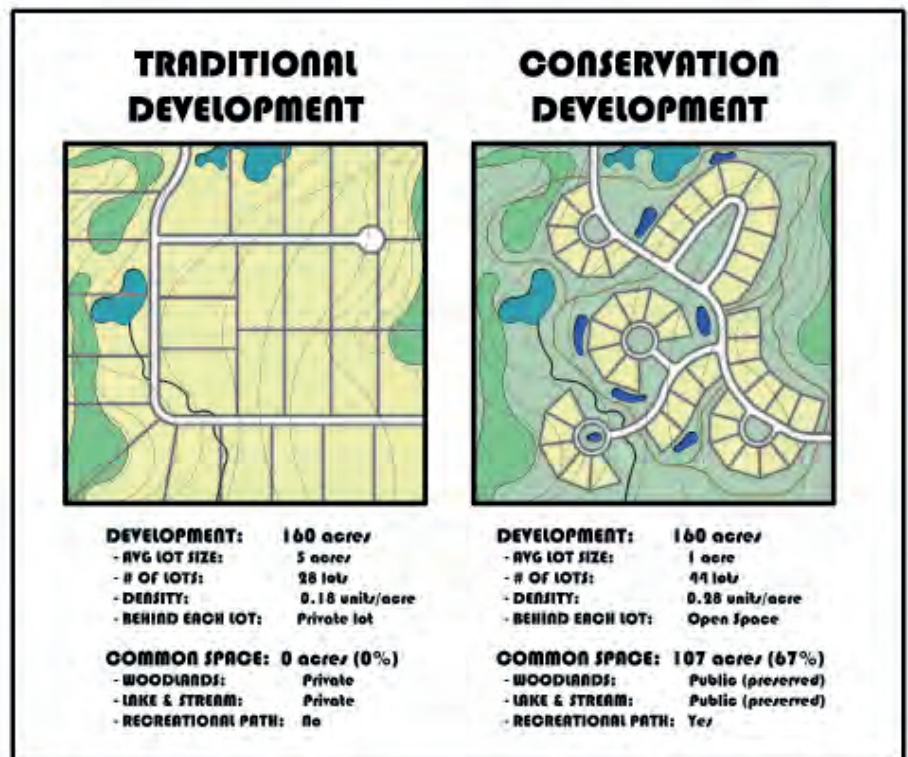 TRADITIONAL
DEVELOPMENT
DEVELOPMENT: 160 acres
- AVG LOT SIZE: 5 acres
- # OF LOTS: 28 lots
- DENSITY: 0.18 units/acre
- BEHIND EACH LOT: Private lot
COMMON SPACE: 0 acres (0%)
- WOODLANDS: Private
- LAKE & STREAM: Private
- RECREATIONAL PATH: No
CONSERVATION
DEVELOPMENT
DEVELOPMENT: 160 acres
- AVG LOT SIZE: 1 acre
- # OF LOTS: 44 lots
- DENSITY: 0.28 units/acre
- BEHIND EACH LOT: Open Space
COMMON SPACE: 107 acres (67%)
- WOODLANDS: Public (preserved)
- LAKE & STREAM: Public (preserved)
- RECREATIONAL PATH: Yes